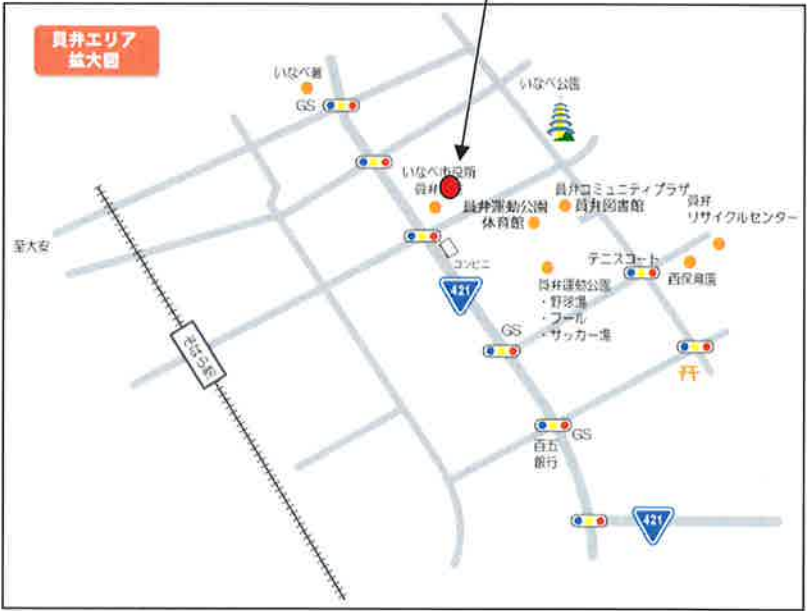 員弁エリア
拡大図
いなべ署
GS
いなべ公園
いなべ市役所
員弁
員弁コミュニティプラザ
員弁図書館
員弁運動公園
体育館
員弁
リサイクルセンター
至大安
コンビニ
テニスコート
西保育園
421
員弁運動公園
・野球場
・プール
・サッカー場
GS
GS
百五
銀行
421